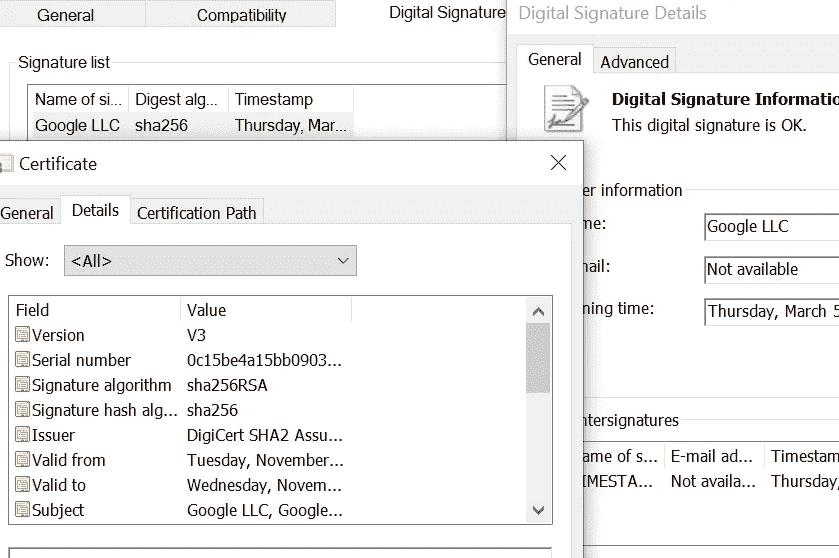 General Compatibility Digital Signature
Signature list
Name of si... Digest alg... Timestamp
Google LLC sha256 Thursday, Mar...
Digital Signature Details
General Advanced
Digital Signature Informatio
This digital signature is OK.
er information
me: Google LLC
ail: Not available
ning time: Thursday, March 5
ntersignatures
ame of s... E-mail ad... Timestam
IMESTA... Not availa... Thursday,
Certificate
General Details Certification Path
Show: <All>
Field Value
Version V3
Serial number 0c15be4a15bb0903...
Signature algorithm sha256RSA
Signature hash alg... sha256
Issuer DigiCert SHA2 Assu...
Valid from Tuesday, November...
Valid to Wednesday, Novem...
Subject Google LLC, Google...